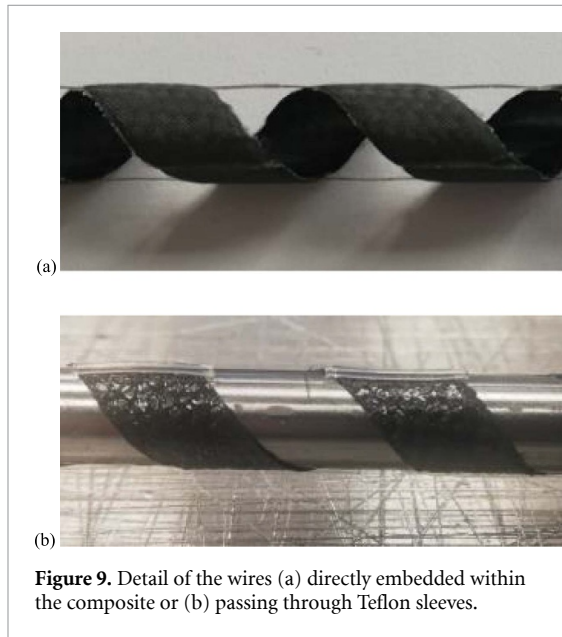 (a)
(b)
Figure 9. Detail of the wires (a) directly embedded within
the composite or (b) passing through Teflon sleeves.